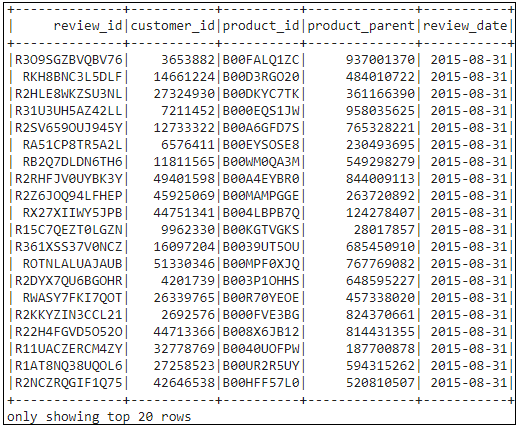 +--------------+-----------+----------+--------------+-----------+
|     review_id|customer_id|product_id|product_parent|review_date|
+--------------+-----------+----------+--------------+-----------+
|R3O9SGZBVQBV76|    3653882|B00FALQ1ZC|     937001370| 2015-08-31|
| RKH8BNC3L5DLF|   14661224|B00D3RGO20|     484010722| 2015-08-31|
|R2HLE8WKZSU3NL|   27324930|B00DKYC7TK|     361166390| 2015-08-31|
|R31U3UH5AZ42LL|    7211452|B000EQS1JW|     958035625| 2015-08-31|
|R2SV659OUJ945Y|   12733322|B00A6GFD7S|     765328221| 2015-08-31|
| RA51CP8TR5A2L|    6576411|B00EYSOSE8|     230493695| 2015-08-31|
| RB2Q7DLDN6TH6|   11811565|B00WM0QA3M|     549298279| 2015-08-31|
|R2RHFJV0UYBK3Y|   49401598|B00A4EYBR0|     844009113| 2015-08-31|
|R2Z6JOQ94LFHEP|   45925069|B00MAMPGGE|     263720892| 2015-08-31|
| RX27XIIWY5JPB|   44751341|B004LBPB7Q|     124278407| 2015-08-31|
|R15C7QEZT0LGZN|    9962330|B00KGTVGKS|      28017857| 2015-08-31|
|R361XSS37V0NCZ|   16097204|B0039UT5OU|     685450910| 2015-08-31|
| ROTNLALUAJAUB|   51330346|B00MPF0XJQ|     767769082| 2015-08-31|
|R2DYX7QU6BGOHR|    4201739|B003P1OHHS|     648595227| 2015-08-31|
| RWASY7FKI7QOT|   26339765|B00R70YEOE|     457338020| 2015-08-31|
|R2KKYZIN3CCL21|    2692576|B000FVE3BG|     824370661| 2015-08-31|
|R22H4FGVD5O52O|   44713366|B008X6JB12|     814431355| 2015-08-31|
|R11UACZERCM4ZY|   32778769|B0040UOFPW|     187700878| 2015-08-31|
|R1AT8NQ38UQOL6|   27258523|B00UR2R5UY|     594315262| 2015-08-31|
|R2NCZRQGIF1Q75|   42646538|B00HFF57L0|     520810507| 2015-08-31|
+--------------+-----------+----------+--------------+-----------+
only showing top 20 rows